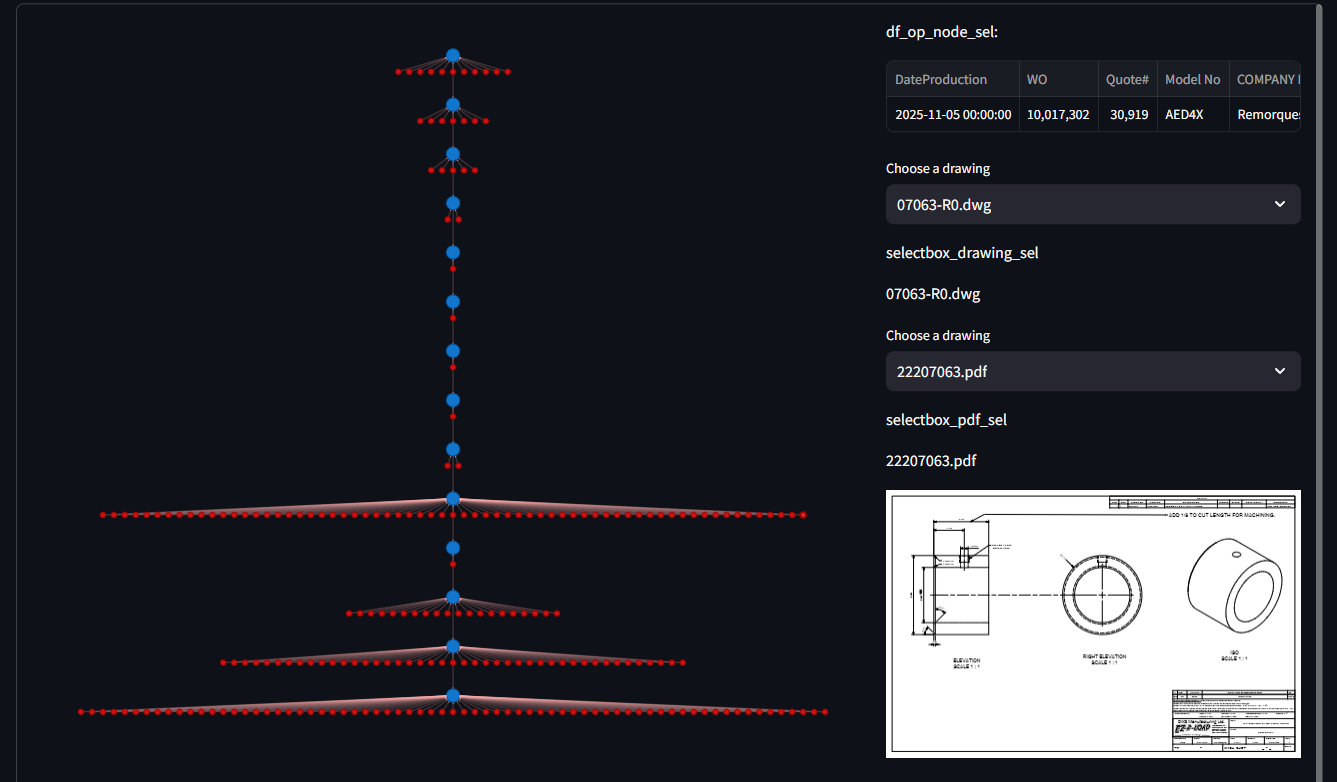 df_op_node_sel:
DateProduction WO Quote# Model No COMPANY
2025-11-05 00:00:00 10,017,302 30,919 AED4X Remorque
Choose a drawing
07063-R0.dwg
selectbox_drawing_sel
07063-R0.dwg
Choose a drawing
22207063.pdf
selectbox_pdf_sel
22207063.pdf
ADD 1/8 TO CUT LENGTH FOR MACHINING.
ELEVATION
SCALE 1 : 1
RIGHT ELEVATION
SCALE 1 : 1
ISO
SCALE 1 : 1